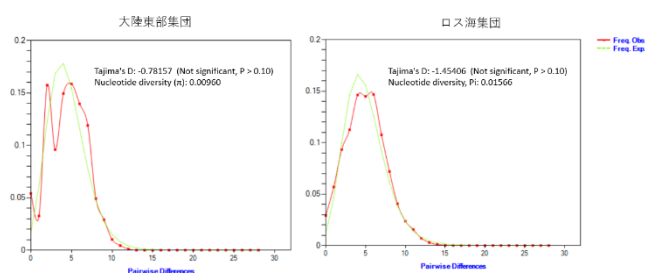 大陸東部集団
0.2
0.15
0.1
0.05
0
0
5
10
15
20
25
30
Tajima's D: -0.78157 (Not significant, P > 0.10)
Nucleotide diversity (π): 0.00960
Pairwise Differences
ロス海集団
0.2
0.15
0.1
0.05
0
0
5
10
15
20
25
30
Tajima's D: -1.45406 (Not significant, P > 0.10)
Nucleotide diversity, Pi: 0.01566
Pairwise Differences
Freq. Obs.
Freq. Exp.